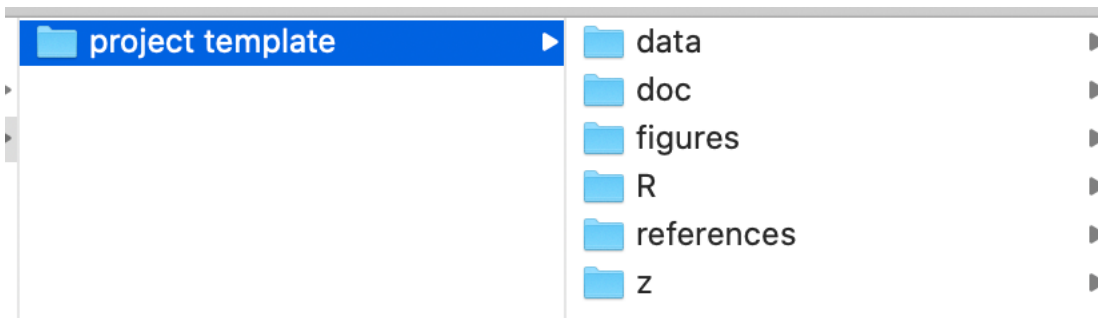 project template
data
doc
figures
R
references
z